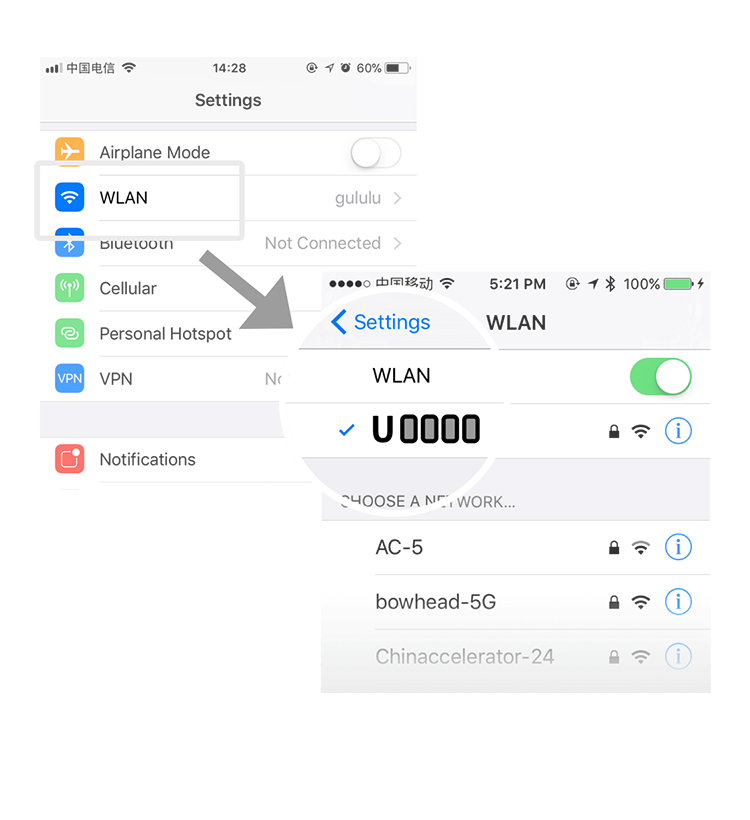 中国电信 14:28 60%
Settings
Airplane Mode
WLAN gululu
Bluetooth Not Connected
Cellular
Personal Hotspot
VPN VPN
Notifications
中国移动 5:21 PM 100%
Settings WLAN
WLAN
U0000
CHOOSE A NETWORK...
AC-5
bowhead-5G
Chinaccelerator-24